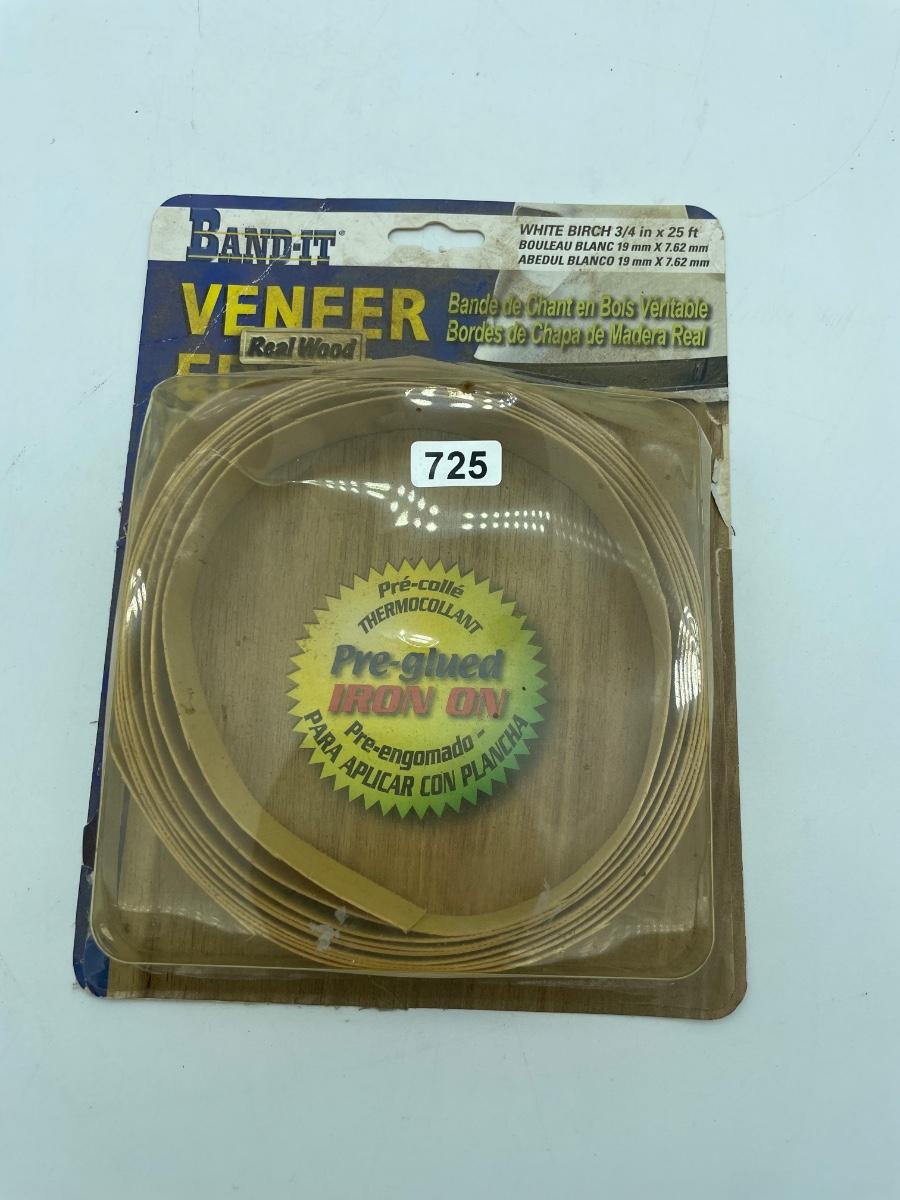 BAND-IT®
WHITE BIRCH 3/4 in x 25 ft
BOULEAU BLANC 19 mm X 7.62 mm
ABEDUL BLANCO 19 mm X 7.62 mm
VENEER
Bande de Chant en Bois Véritable
Bordes de Chapa de Madera Real
Real Wood
725
Pré-collé
THERMOCOLLANT
Pre-glued
IRON ON
Pre-engomado -
PARA APLICAR CON PLANCHA